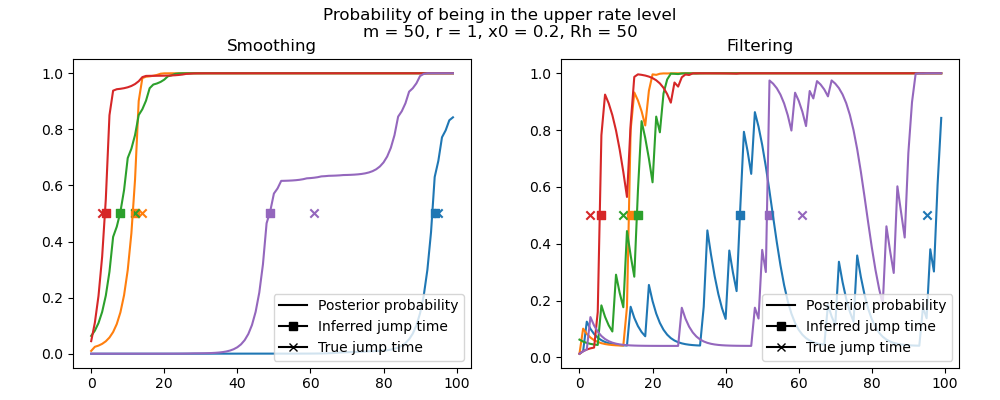 Probability of being in the upper rate level
m = 50, r = 1, x0 = 0.2, Rh = 50
Smoothing
1.0
0.8
0.6
0.4
0.2
0.0
0 20 40 60 80 100
Posterior probability
Inferred jump time
True jump time
Filtering
1.0
0.8
0.6
0.4
0.2
0.0
0 20 40 60 80 100
Posterior probability
Inferred jump time
True jump time